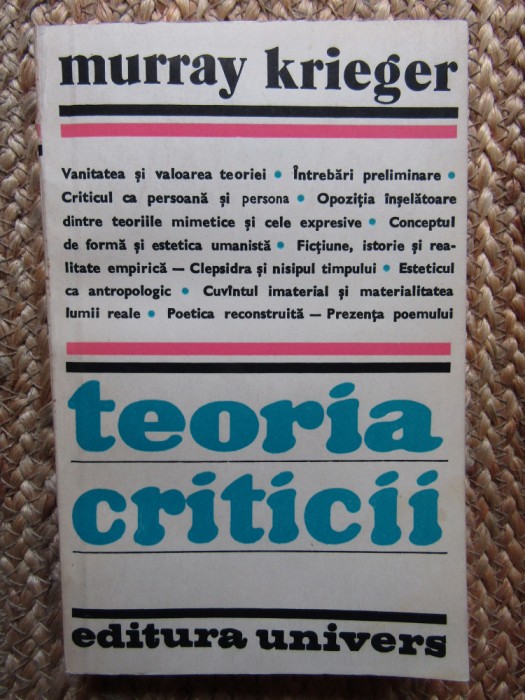 murray krieger
Vanitatea și valoarea teoriei • Întrebări preliminare •
Criticul ca persoană și persona • Opoziția înșelătoare
dintre teoriile mimetice și cele expresive • Conceptul
de formă și estetica umanistă • Ficțiune, istorie și rea-
litate empirică — Clepsidra și nisipul timpului • Esteticul
ca antropologic • Cuvîntul imaterial și materialitatea
lumii reale • Poetica reconstruită — Prezența poemului
teoria
criticii
editura univers